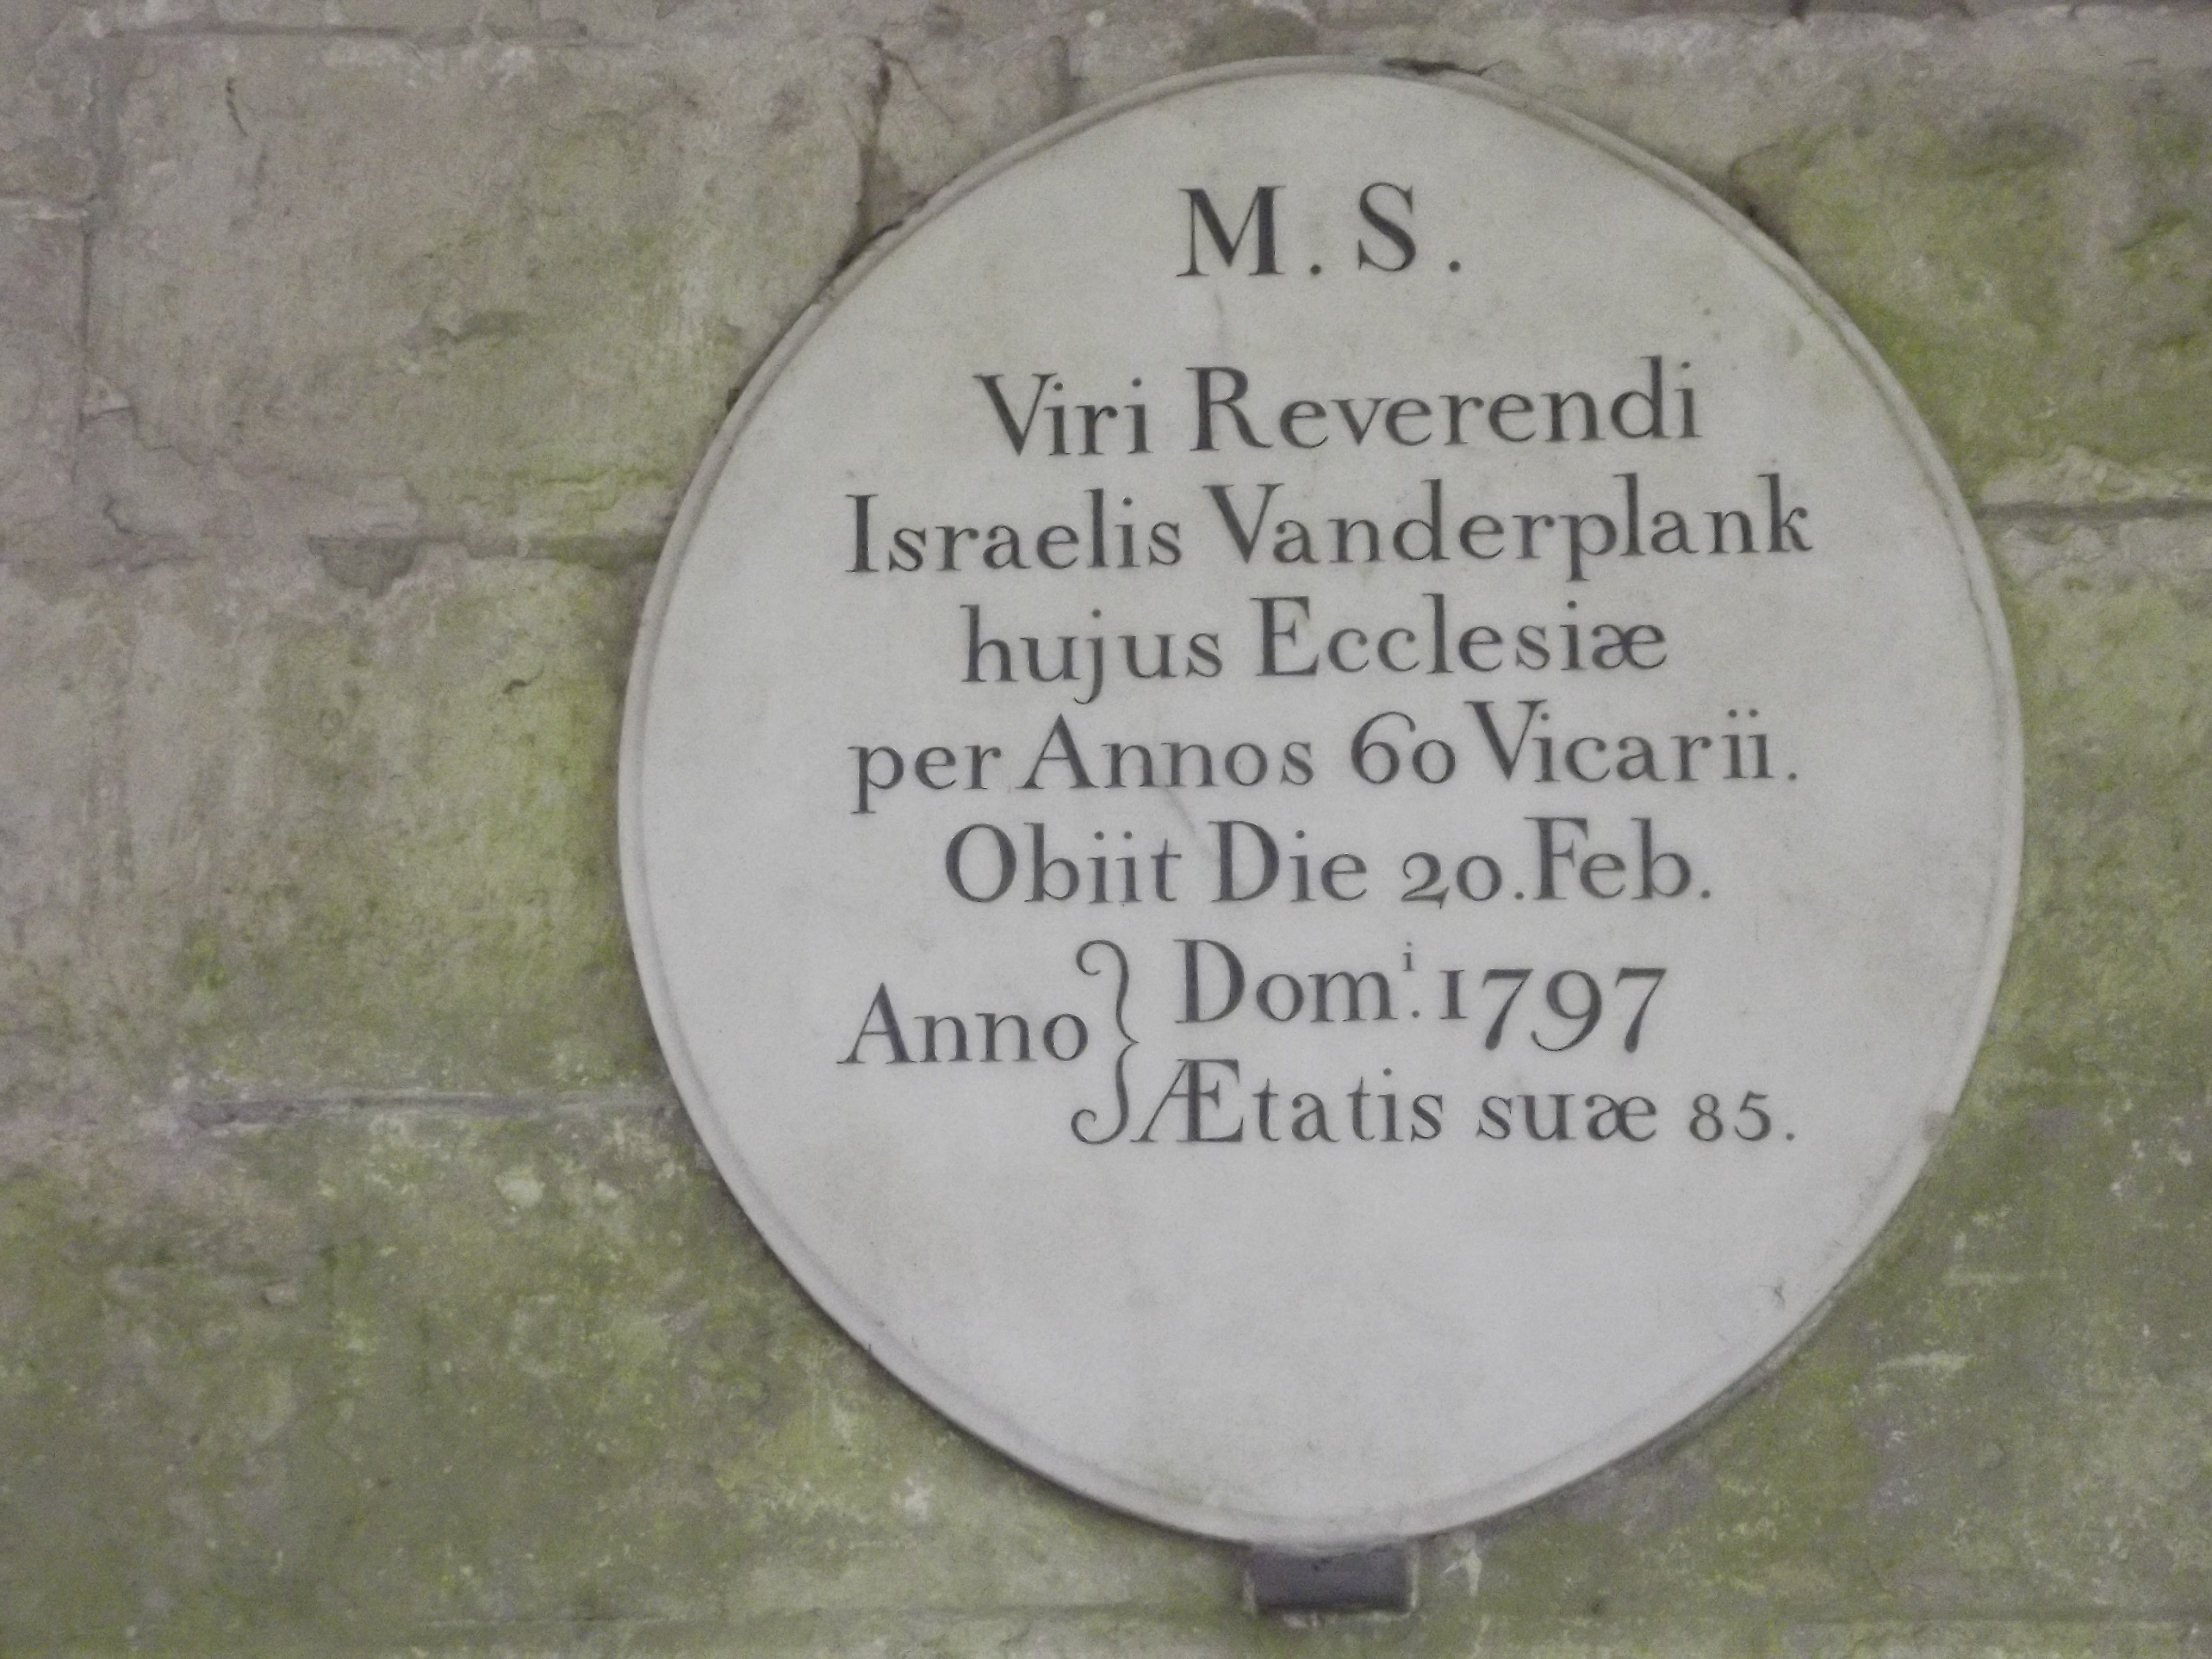 M. S.
Viri Reverendi
Israelis Vanderplank
hujus Ecclesiæ
per Annos 60 Vicarii.
Obiit Die 20. Feb.
Anno } Domⁱ. 1797
Ætatis suæ 85.